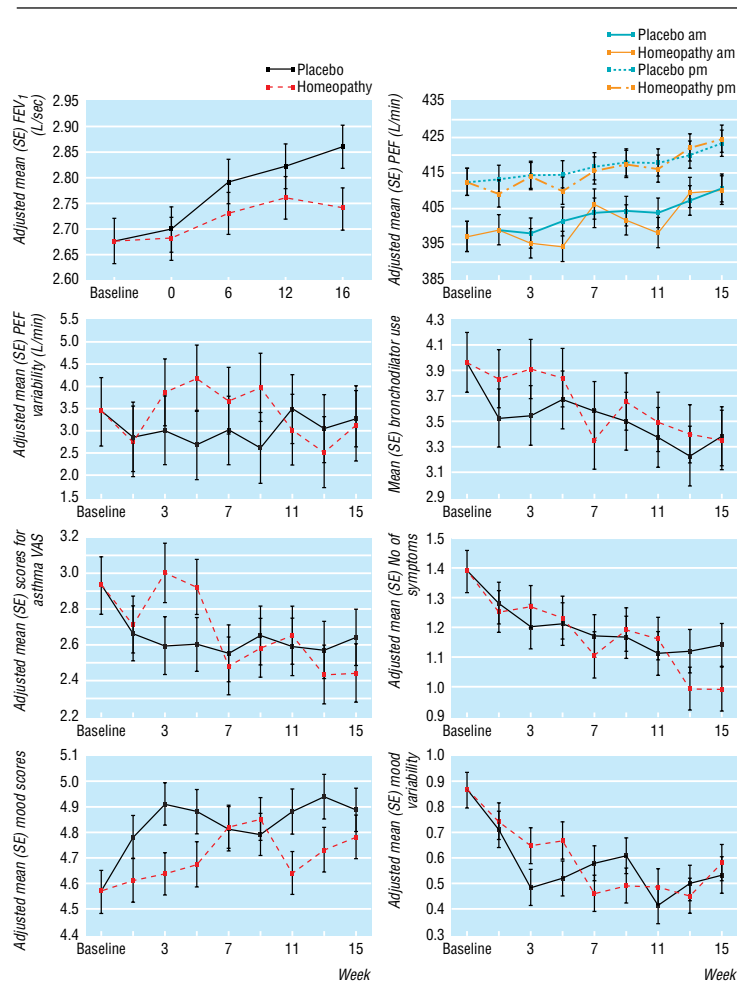 Placebo
Homeopathy
Adjusted mean (SE) FEV1
(L/sec)
2.95
2.90
2.85
2.80
2.75
2.70
2.65
2.60
Baseline 0 6 12 16
Placebo am
Homeopathy am
Placebo pm
Homeopathy pm
Adjusted mean (SE) PEF (L/min)
435
425
415
405
395
385
Baseline 3 7 11 15
Adjusted mean (SE) PEF
variability (L/min)
5.5
5.0
4.5
4.0
3.5
3.0
2.5
2.0
1.5
Baseline 3 7 11 15
Mean (SE) bronchodilator use
4.3
4.1
3.9
3.7
3.5
3.3
3.1
2.9
Baseline 3 7 11 15
Adjusted mean (SE) scores for
asthma VAS
3.2
3.0
2.8
2.6
2.4
2.2
Baseline 3 7 11 15
Adjusted mean (SE) No of
symptoms
1.5
1.4
1.3
1.2
1.1
1.0
0.9
Baseline 3 7 11 15
Adjusted mean (SE) mood scores
5.1
5.0
4.9
4.8
4.7
4.6
4.5
4.4
Baseline 3 7 11 15
Week
Adjusted mean (SE) mood
variability
1.0
0.9
0.8
0.7
0.6
0.5
0.4
0.3
Baseline 3 7 11 15
Week